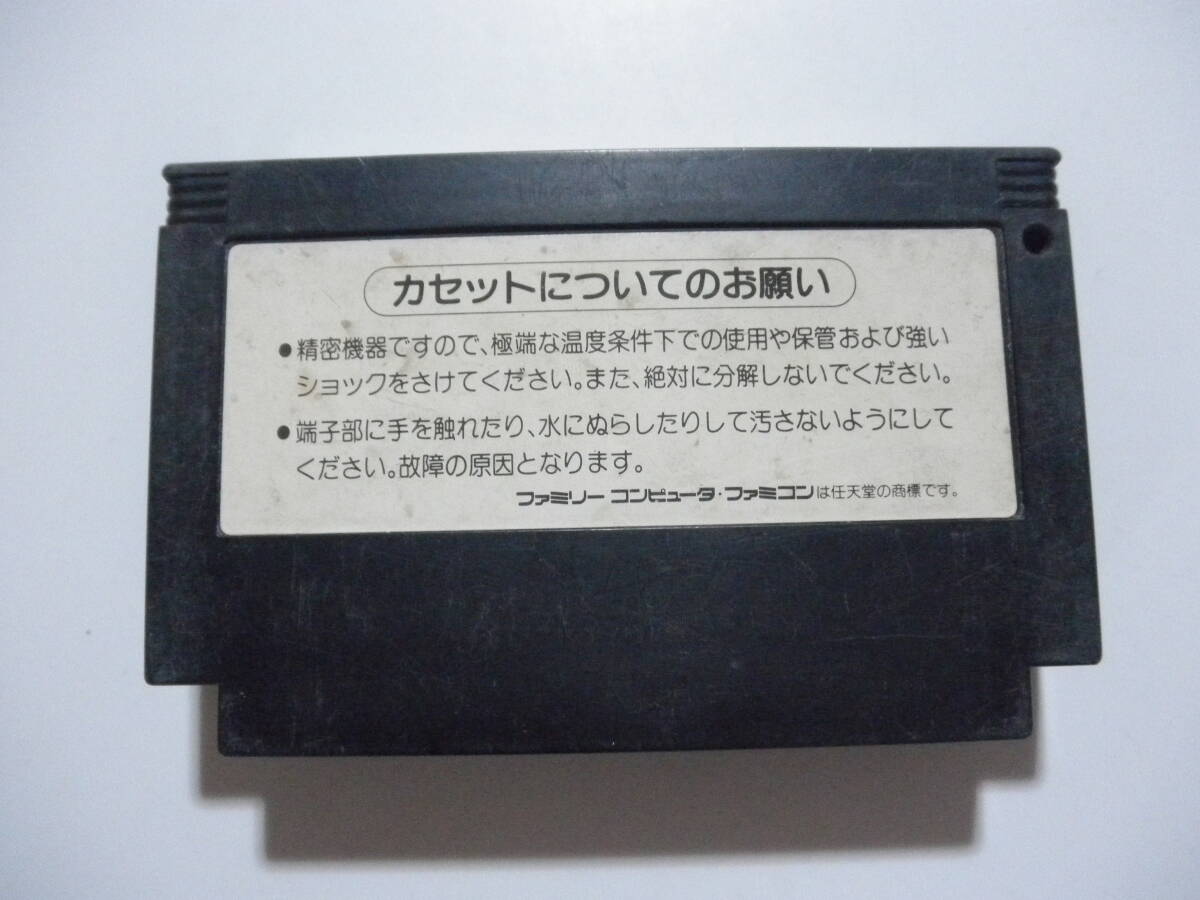 カセットについてのお願い
●精密機器ですので、極端な温度条件下での使用や保管および強い
ショックをさけてください。また、絶対に分解しないでください。
●端子部に手を触れたり、水にぬらしたりして汚さないようにして
ください。故障の原因となります。
ファミリー コンピュータ・ファミコンは任天堂の商標です。